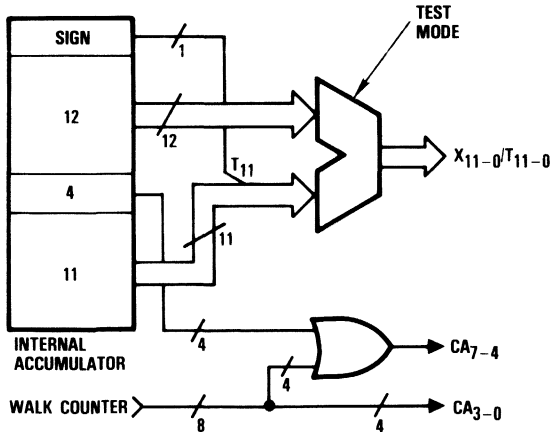 TEST
MODE
SIGN
1
12
12
T11
X11-0/T11-0
4
11
11
INTERNAL
ACCUMULATOR
4
4
CA7-4
WALK COUNTER
8
4
CA3-0